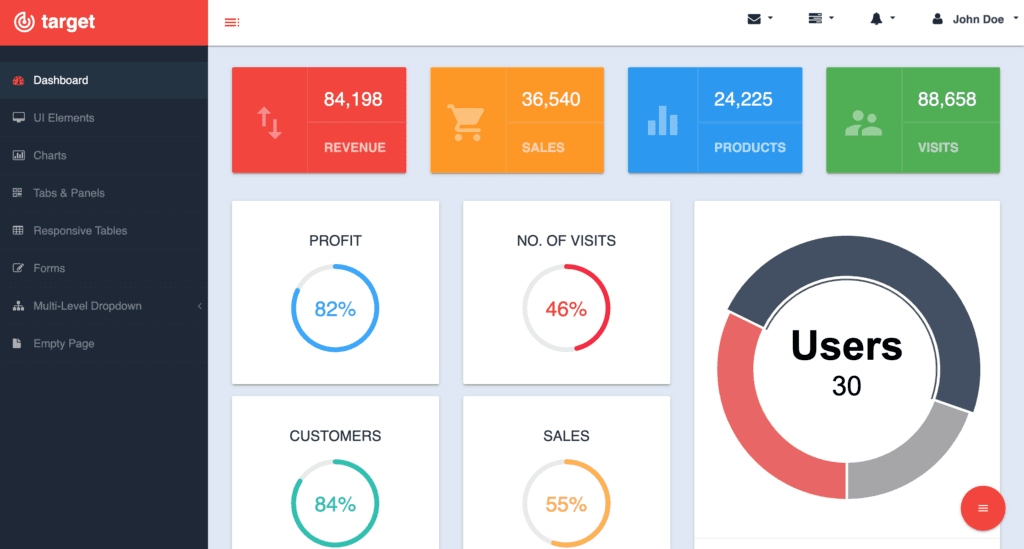 target
John Doe
Dashboard
UI Elements
Charts
Tabs & Panels
Responsive Tables
Forms
Multi-Level Dropdown
Empty Page
84,198
REVENUE
36,540
SALES
24,225
PRODUCTS
88,658
VISITS
PROFIT
82%
NO. OF VISITS
46%
CUSTOMERS
84%
SALES
55%
Users
30